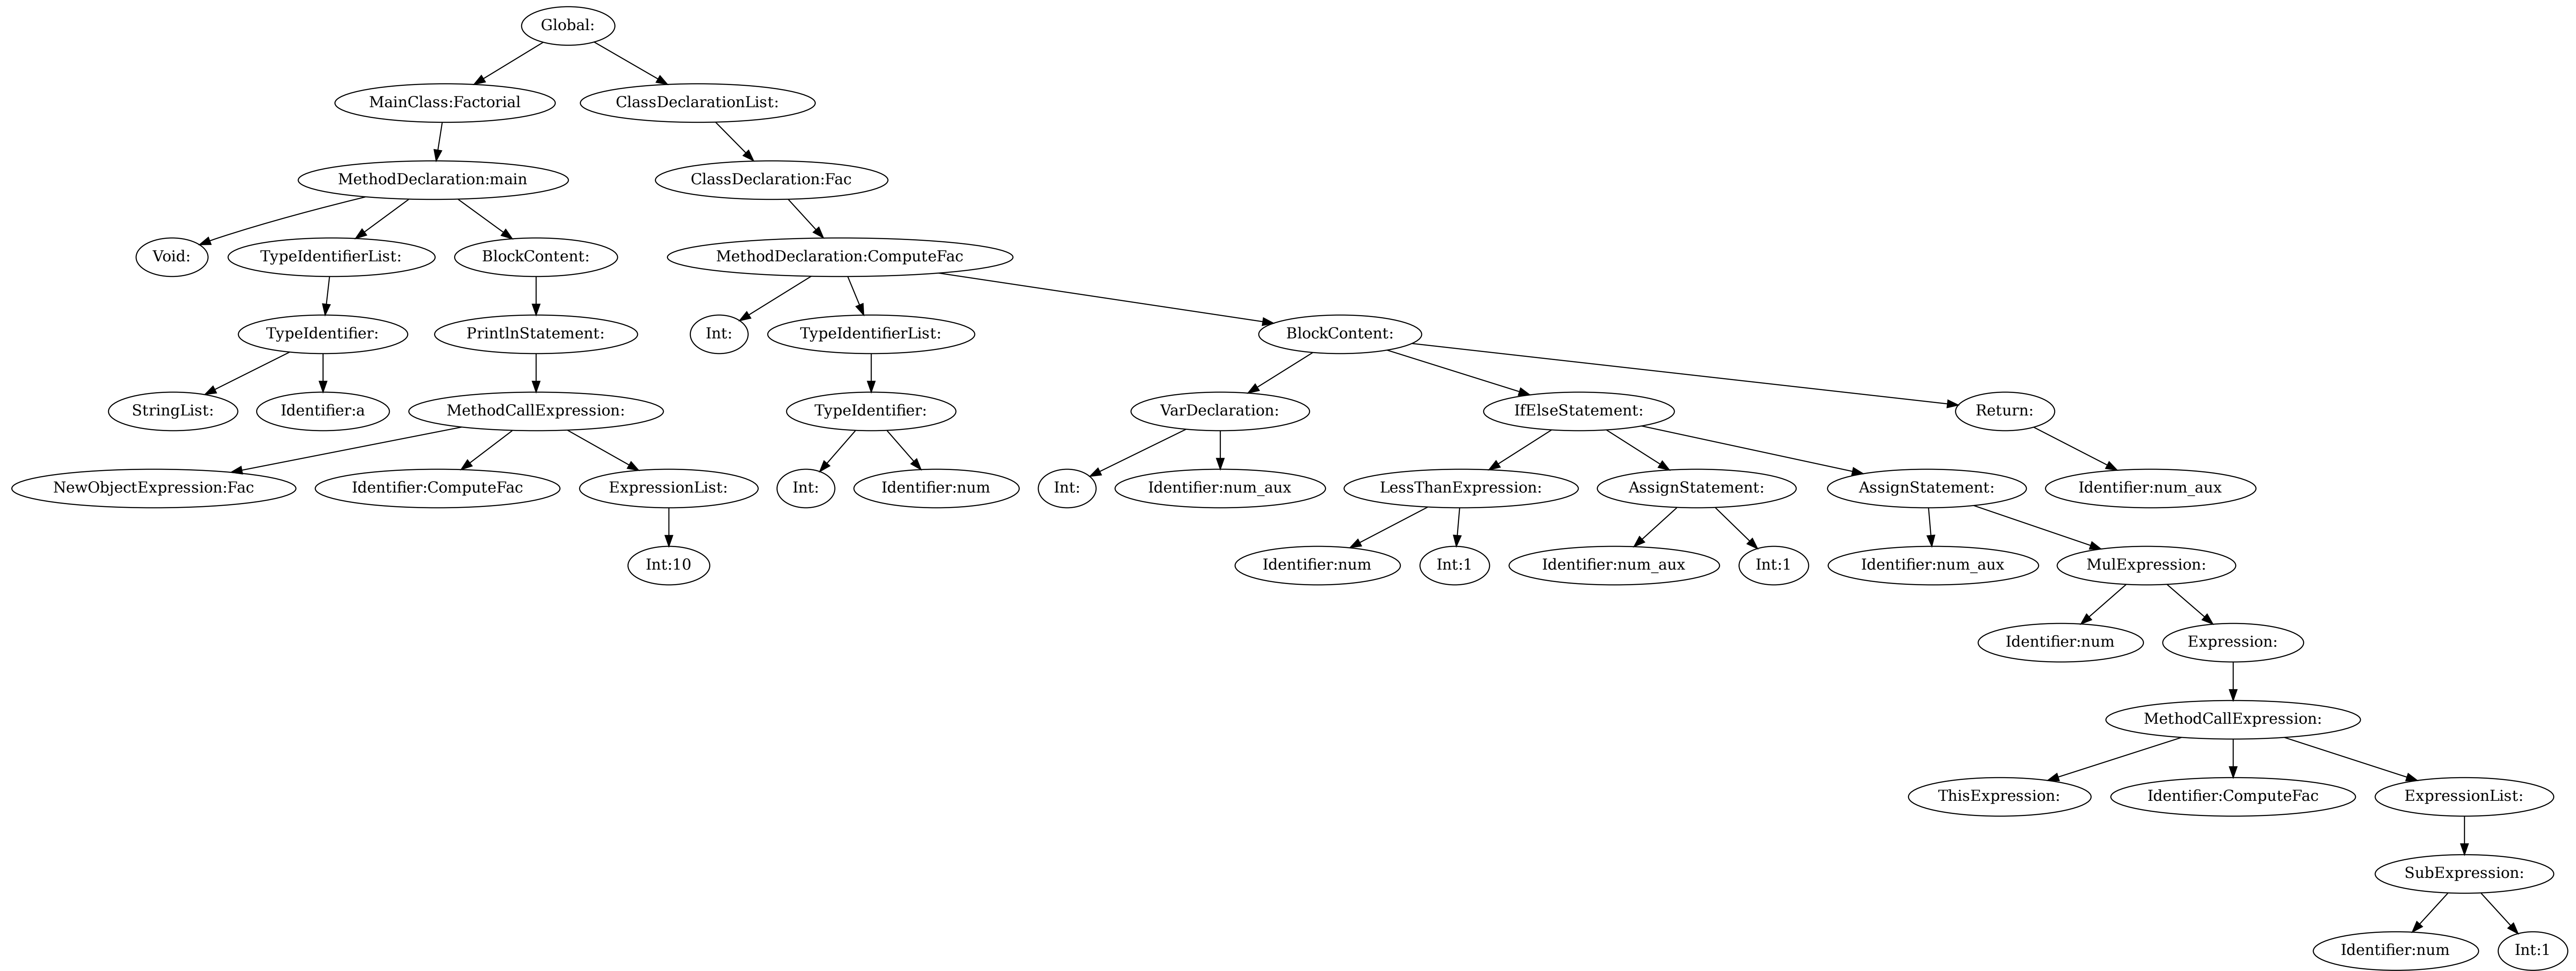 Global:
MainClass:Factorial
ClassDeclarationList:
MethodDeclaration:main
ClassDeclaration:Fac
Void:
TypeIdentifierList:
BlockContent:
MethodDeclaration:ComputeFac
TypeIdentifier:
PrintlnStatement:
Int:
TypeIdentifierList:
BlockContent:
StringList:
Identifier:a
MethodCallExpression:
TypeIdentifier:
VarDeclaration:
IfElseStatement:
Return:
NewObjectExpression:Fac
Identifier:ComputeFac
ExpressionList:
Int:
Identifier:num
Int:
Identifier:num_aux
LessThanExpression:
AssignStatement:
AssignStatement:
Identifier:num_aux
Int:10
Identifier:num
Int:1
Identifier:num_aux
Int:1
Identifier:num_aux
MulExpression:
Identifier:num
Expression:
MethodCallExpression:
ThisExpression:
Identifier:ComputeFac
ExpressionList:
SubExpression:
Identifier:num
Int:1